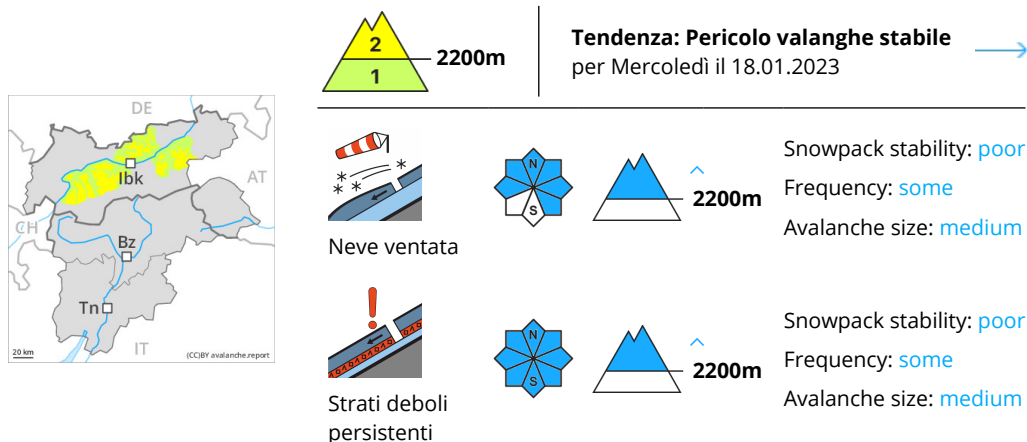 2
1
2200m
Tendenza: Pericolo valanghe stabile
per Mercoledì il 18.01.2023
DE
Ibk
AT
CH
Bz
Tn
IT
20 km
(CC)BY avalanche.report
Neve ventata
N
S
2200m
Snowpack stability: poor
Frequency: some
Avalanche size: medium
Strati deboli
persistenti
N
S
2200m
Snowpack stability: poor
Frequency: some
Avalanche size: medium